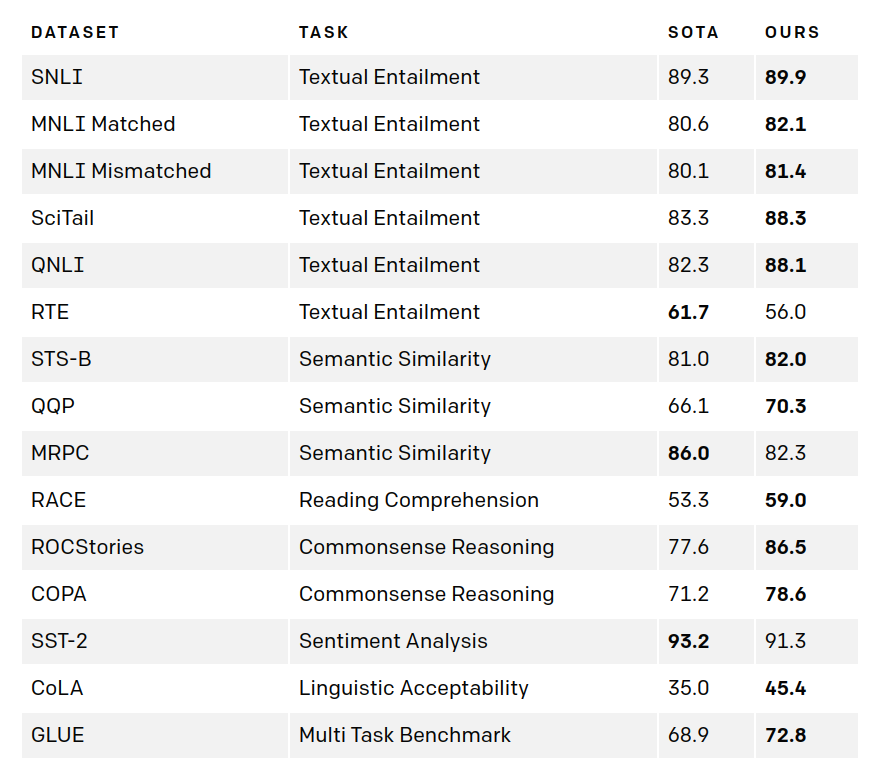 DATASET TASK SOTA OURS
SNLI Textual Entailment 89.3 89.9
MNLI Matched Textual Entailment 80.6 82.1
MNLI Mismatched Textual Entailment 80.1 81.4
SciTail Textual Entailment 83.3 88.3
QNLI Textual Entailment 82.3 88.1
RTE Textual Entailment 61.7 56.0
STS-B Semantic Similarity 81.0 82.0
QQP Semantic Similarity 66.1 70.3
MRPC Semantic Similarity 86.0 82.3
RACE Reading Comprehension 53.3 59.0
ROCStories Commonsense Reasoning 77.6 86.5
COPA Commonsense Reasoning 71.2 78.6
SST-2 Sentiment Analysis 93.2 91.3
CoLA Linguistic Acceptability 35.0 45.4
GLUE Multi Task Benchmark 68.9 72.8